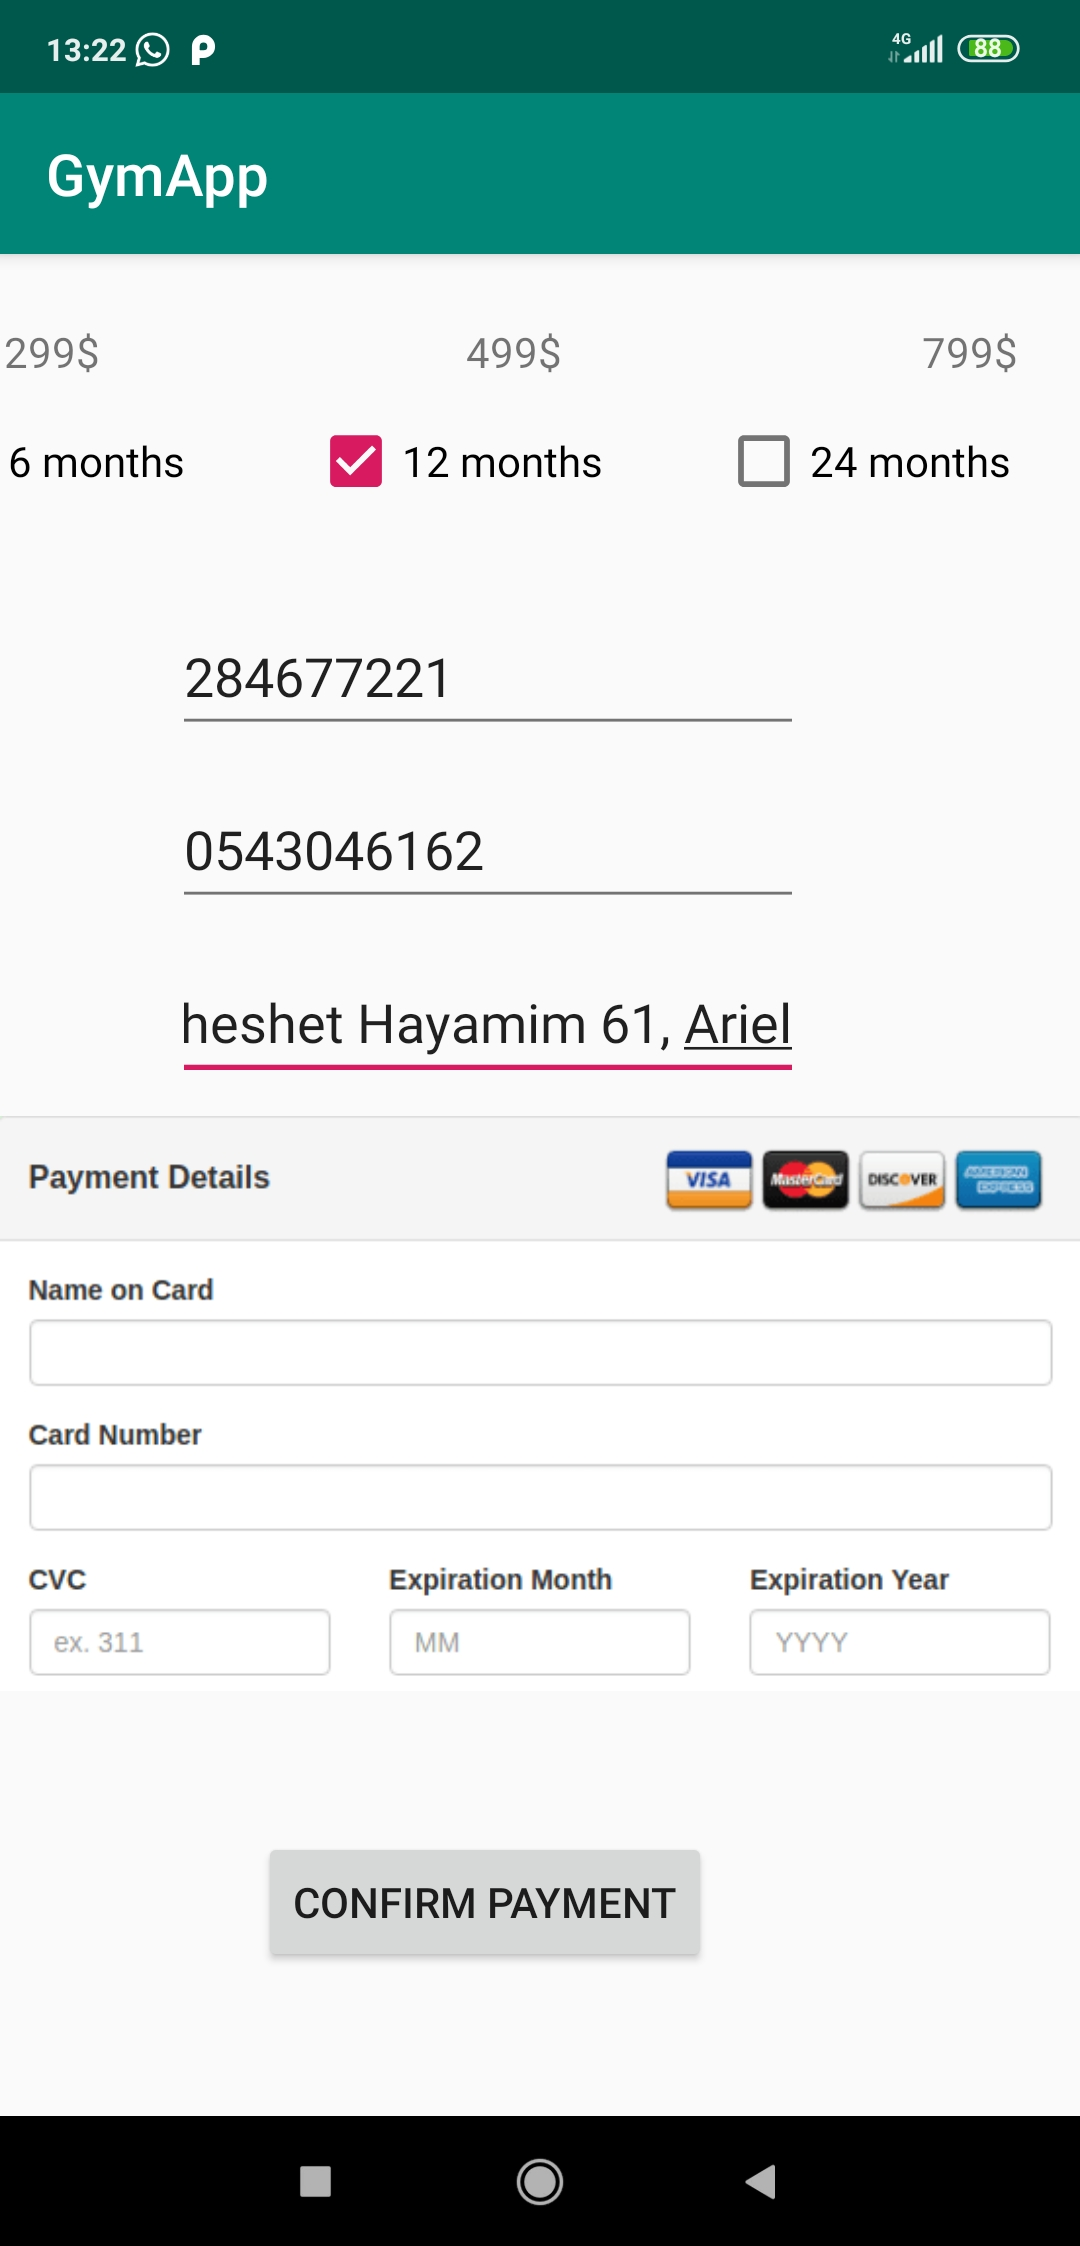 13:22
4G
88
GymApp
299$ 499$ 799$
6 months 12 months 24 months
284677221
0543046162
heshet Hayamim 61, Ariel
Payment Details
VISA MasterCard DISCOVER AMERICAN EXPRESS
Name on Card
Card Number
CVC Expiration Month Expiration Year
ex. 311 MM YYYY
CONFIRM PAYMENT